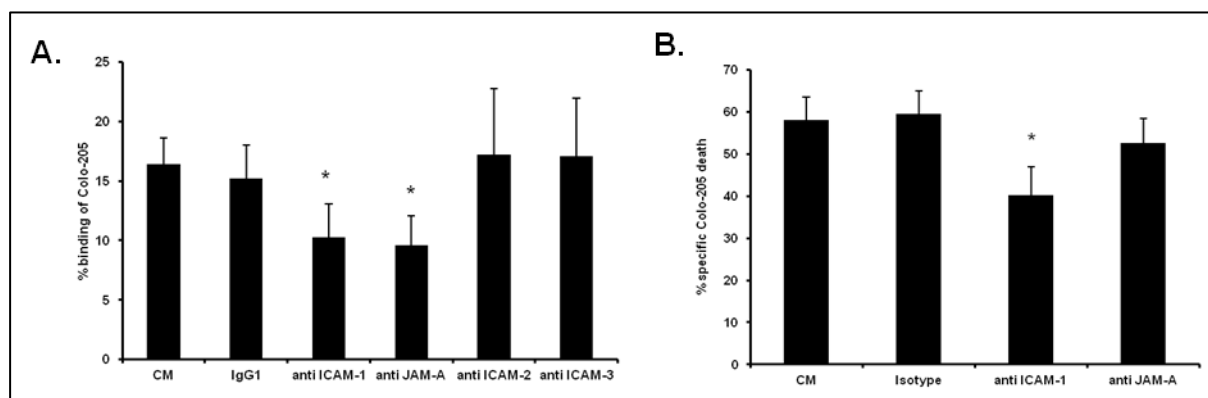 A.
% binding of Colo-205
25
20
15
10
5
0
*
*
CM
IgG1
anti ICAM-1
anti JAM-A
anti ICAM-2
anti ICAM-3
B.
% specific Colo-205 death
70
60
50
40
30
20
10
0
*
CM
Isotype
anti ICAM-1
anti JAM-A